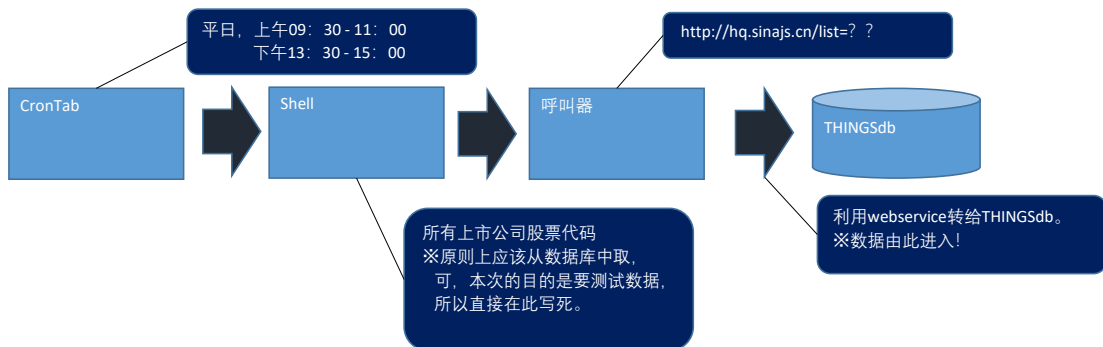 平日，上午09：30 - 11：00
下午13：30 - 15：00
http://hq.sinajs.cn/list=？？
CronTab
Shell
呼叫器
THINGSdb
所有上市公司股票代码
※原则上应该从数据库中取，
可，本次的目的是要测试数据，
所以直接在此写死。
利用webservice转给THINGSdb。
※数据由此进入！